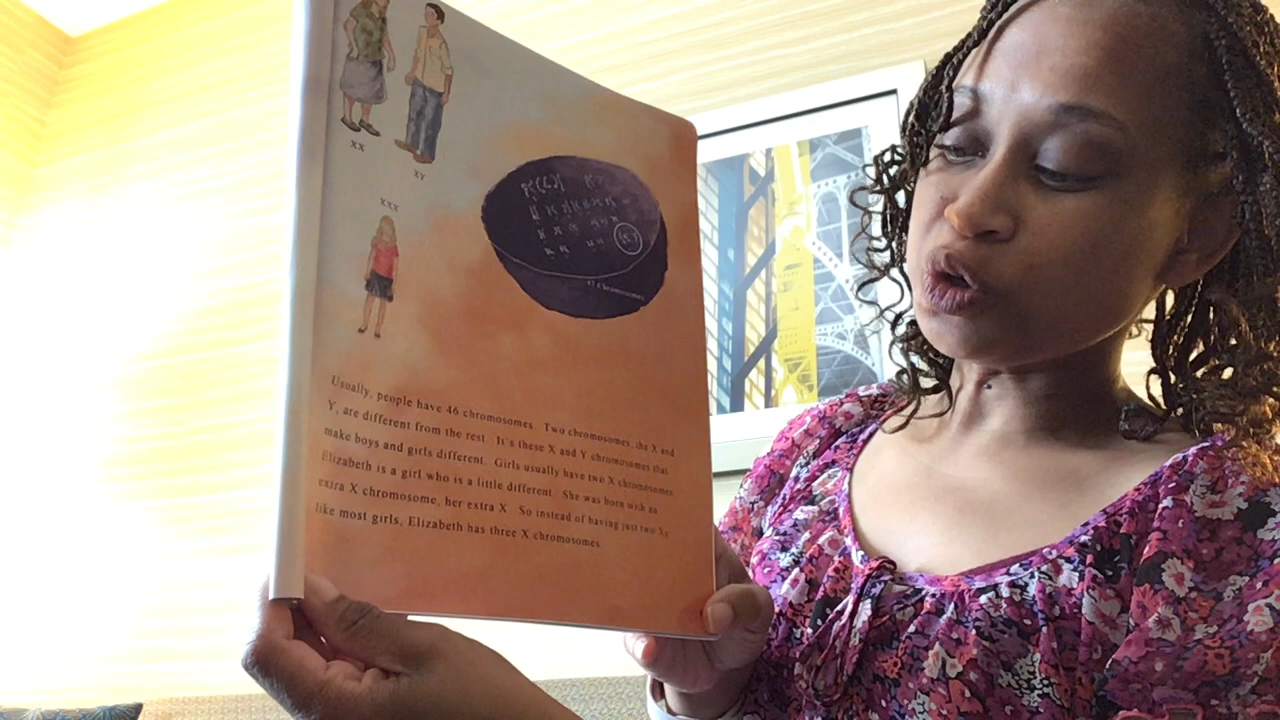 XX
XY
XXX
47 Chromosomes
Usually, people have 46 chromosomes. Two chromosomes, the X and
Y, are different from the rest. It's these X and Y chromosomes that
make boys and girls different. Girls usually have two X chromosomes.
Elizabeth is a girl who is a little different. She was born with an
extra X chromosome, her extra X. So instead of having just two Xs
like most girls, Elizabeth has three X chromosomes.